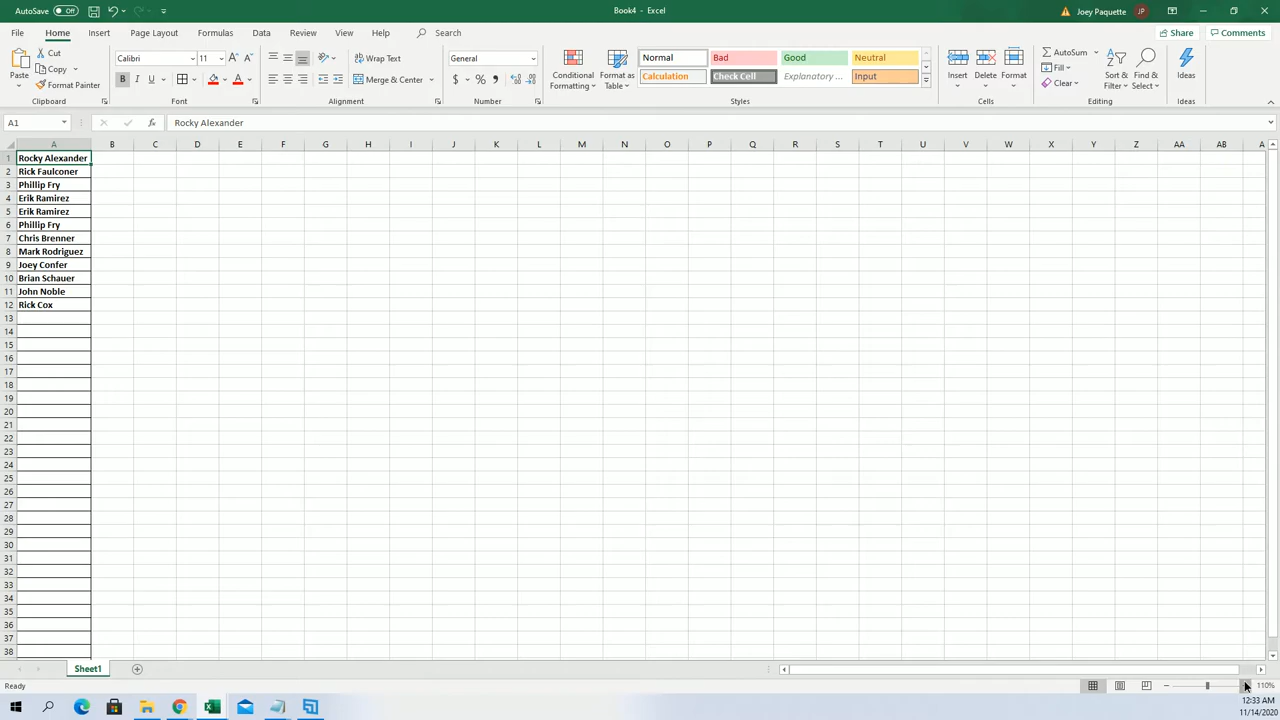 AutoSave Off Book4 - Excel Joey Paquette JP
File Home Insert Page Layout Formulas Data Review View Help Search Share Comments
Paste Cut Copy Format Painter Clipboard
Calibri 11 A A B I U A Font
Wrap Text Merge & Center Alignment
General $ % , Number
Conditional Formatting Format as Table
Normal Bad Good Neutral
Calculation Check Cell Explanatory ... Input
Styles
Insert Delete Format Cells
AutoSum Fill Clear Sort & Filter Find & Select Editing
Ideas Ideas
A1 fx Rocky Alexander
A B C D E F G H I J K L M N O P Q R S T U V W X Y Z AA AB A
1 Rocky Alexander
2 Rick Faulconer
3 Phillip Fry
4 Erik Ramirez
5 Erik Ramirez
6 Phillip Fry
7 Chris Brenner
8 Mark Rodriguez
9 Joey Confer
10 Brian Schauer
11 John Noble
12 Rick Cox
13
14
15
16
17
18
19
20
21
22
23
24
25
26
27
28
29
30
31
32
33
34
35
36
37
38
Sheet1
Ready 110%
12:33 AM
11/14/2020